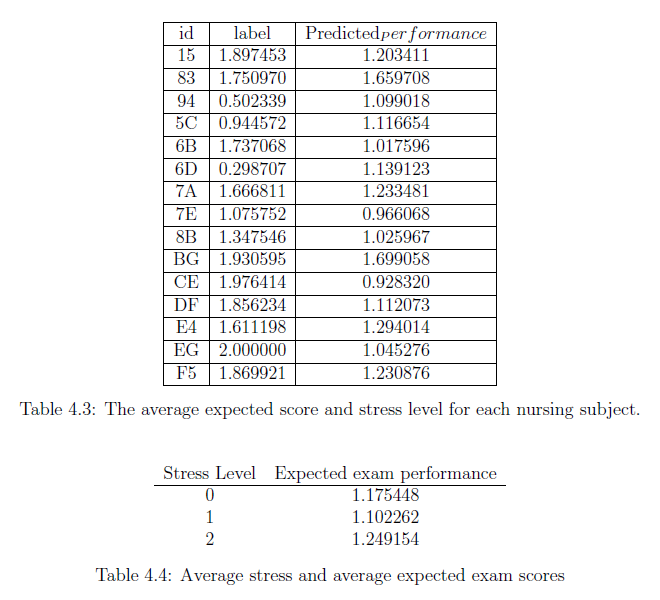 id label Predictedperformance
15 1.897453 1.203411
83 1.750970 1.659708
94 0.502339 1.099018
5C 0.944572 1.116654
6B 1.737068 1.017596
6D 0.298707 1.139123
7A 1.666811 1.233481
7E 1.075752 0.966068
8B 1.347546 1.025967
BG 1.930595 1.699058
CE 1.976414 0.928320
DF 1.856234 1.112073
E4 1.611198 1.294014
EG 2.000000 1.045276
F5 1.869921 1.230876
Table 4.3: The average expected score and stress level for each nursing subject.
Stress Level Expected exam performance
0 1.175448
1 1.102262
2 1.249154
Table 4.4: Average stress and average expected exam scores